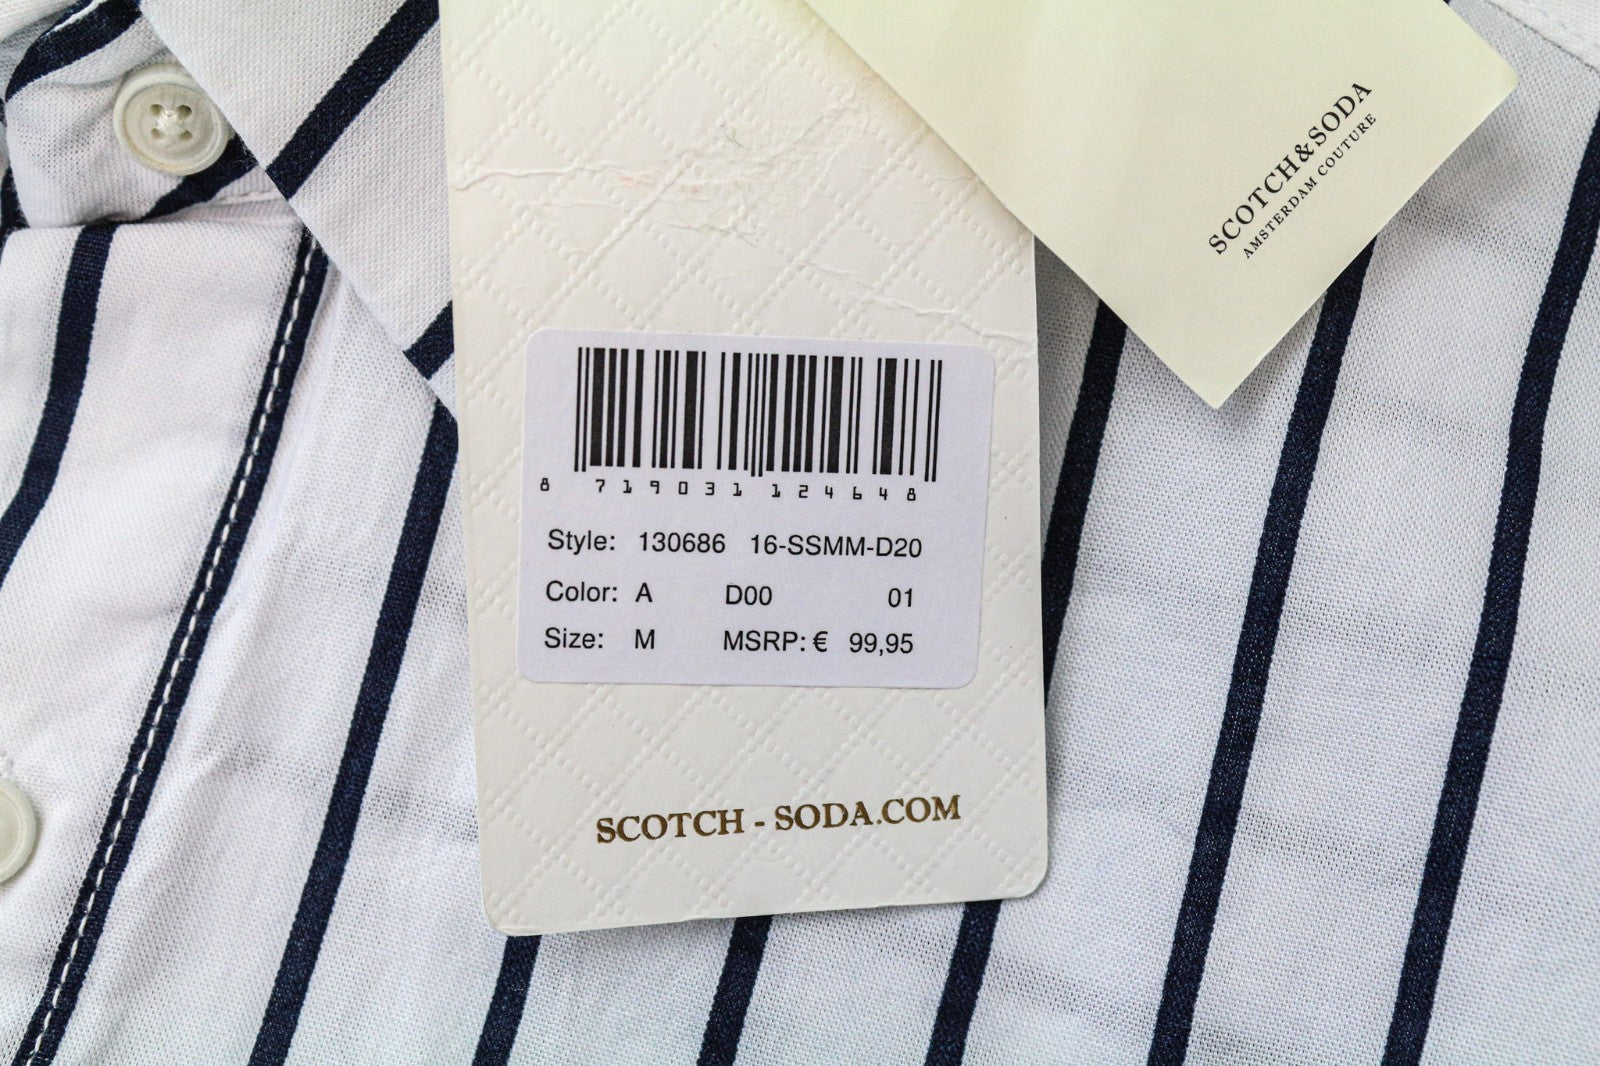 SCOTCH&SODA
AMSTERDAM COUTURE
8 719031 124648
Style: 130686 16-SSMM-D20
Color: A D00 01
Size: M MSRP: € 99,95
SCOTCH - SODA.COM